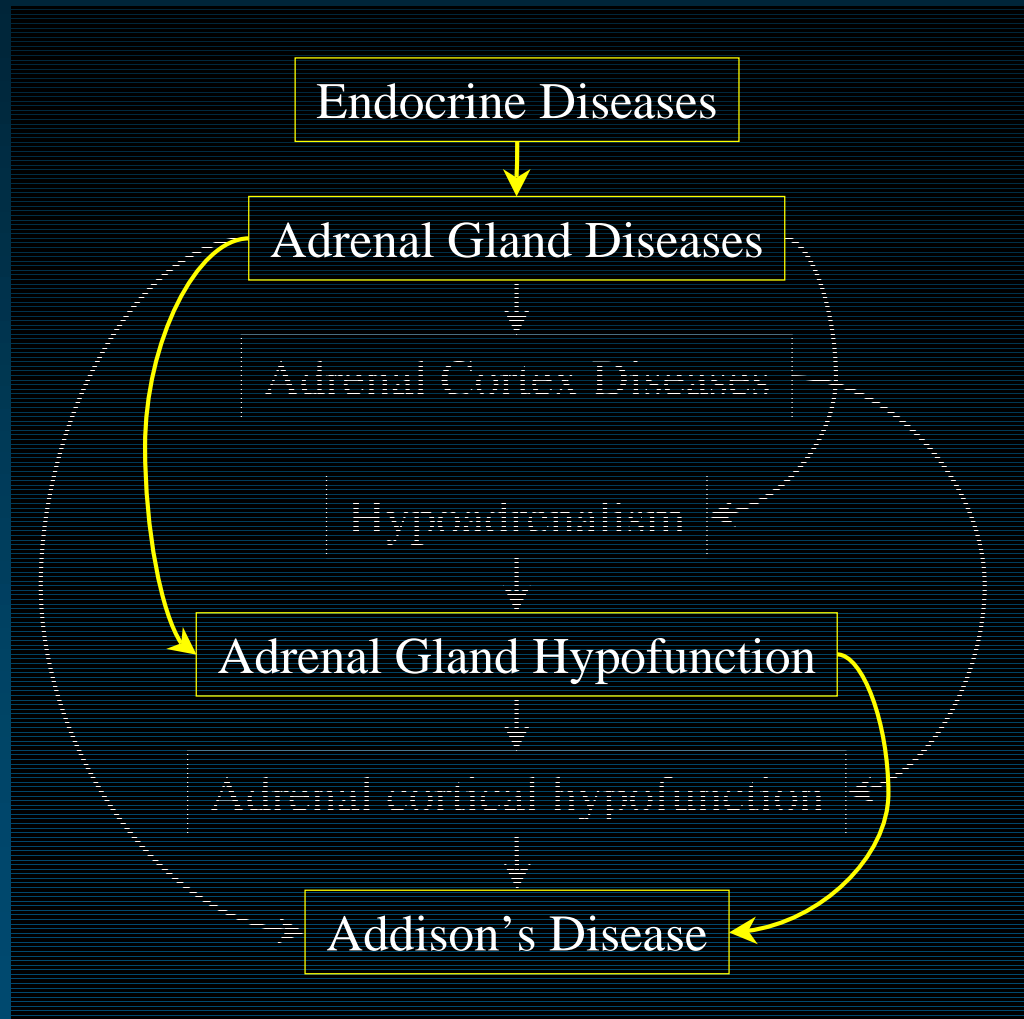 Endocrine Diseases
Adrenal Gland Diseases
Adrenal Cortex Diseases
Hypoadrenalism
Adrenal Gland Hypofunction
Adrenal cortical hypofunction
Addison’s Disease